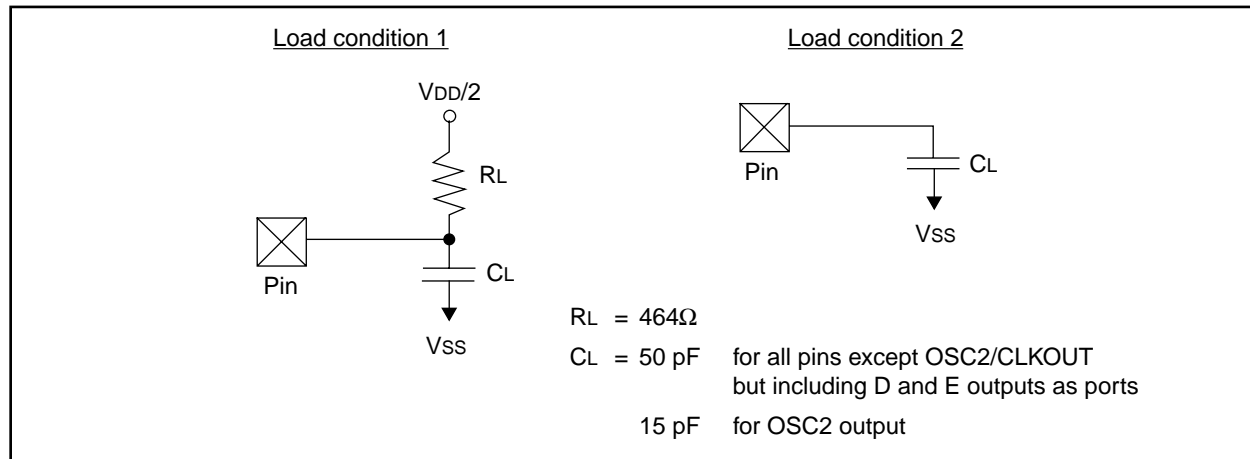 Load condition 1
VDD/2
RL
Pin
CL
VSS
Load condition 2
Pin
CL
VSS
RL = 464Ω
CL = 50 pF for all pins except OSC2/CLKOUT
but including D and E outputs as ports
15 pF for OSC2 output